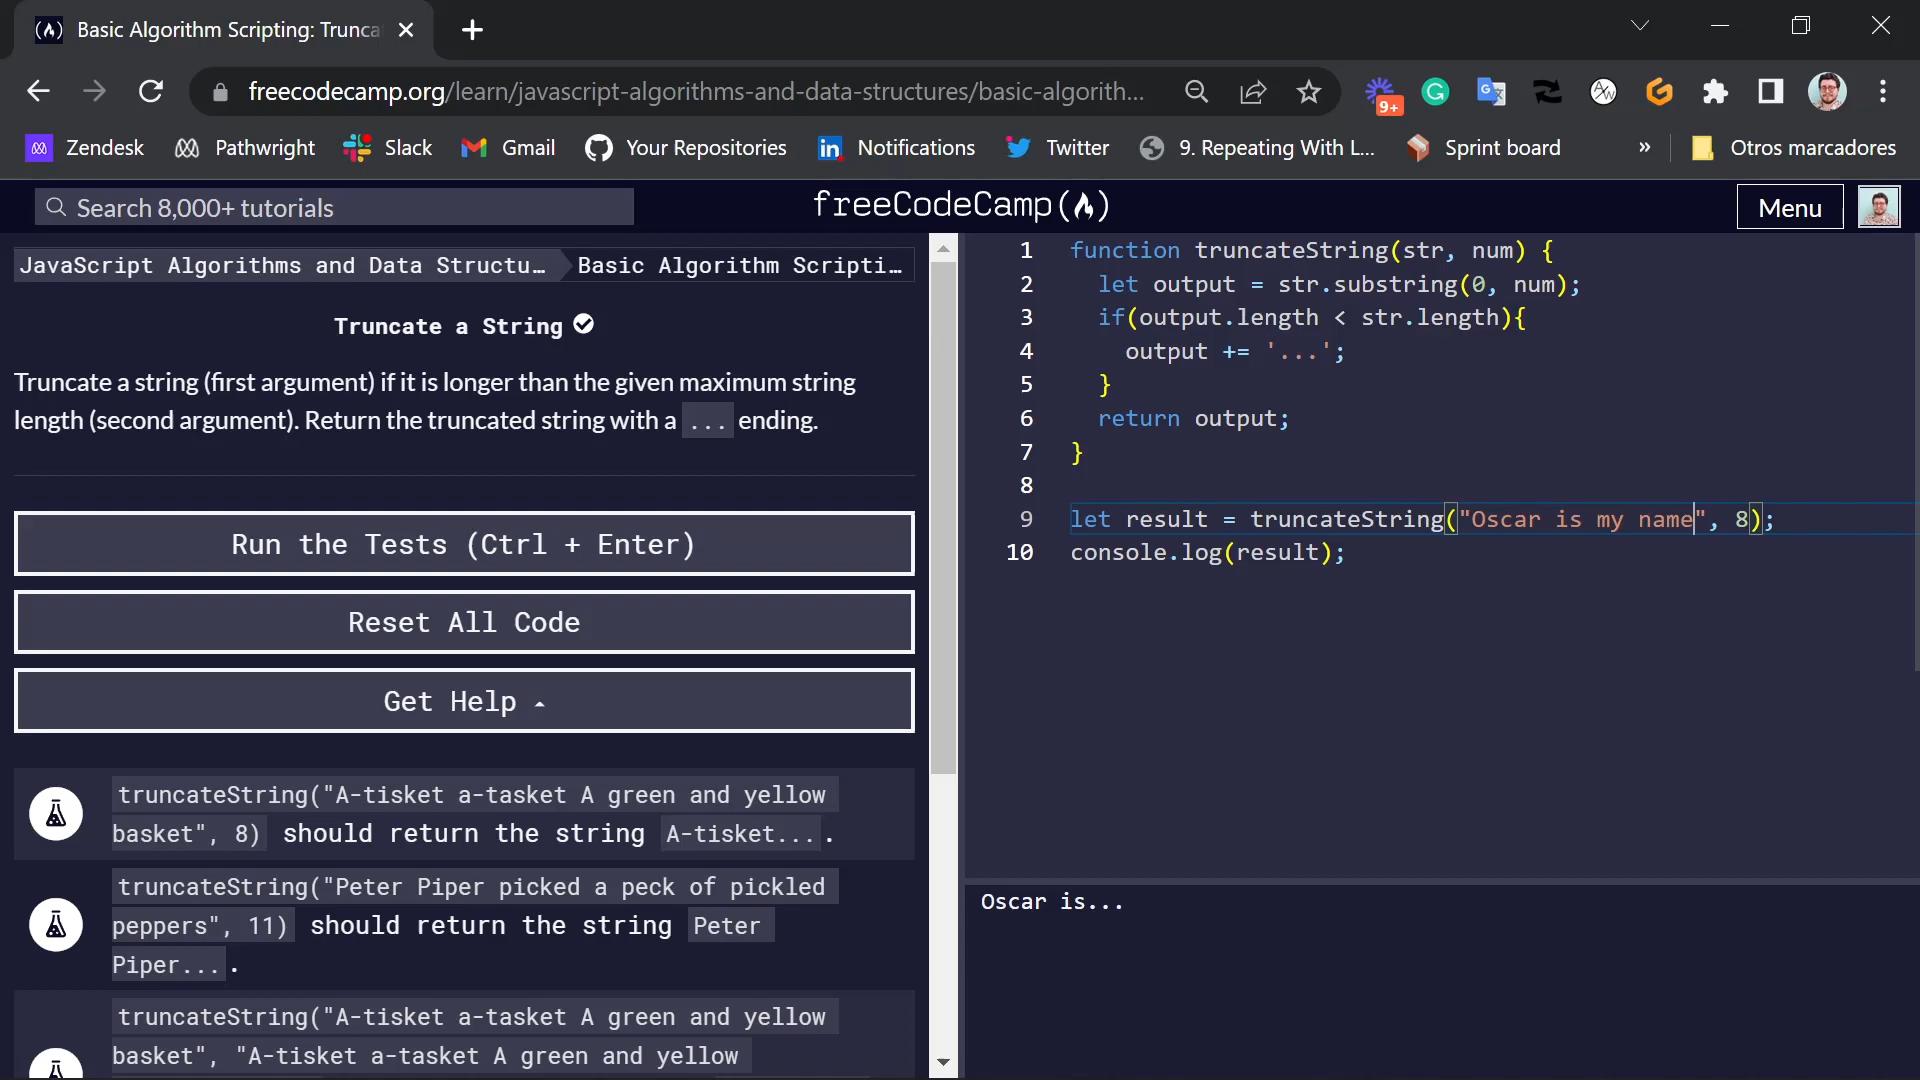 Basic Algorithm Scripting: Trunca
freecodecamp.org/learn/javascript-algorithms-and-data-structures/basic-algorith...
9+
Zendesk
Pathwright
Slack
Gmail
Your Repositories
Notifications
Twitter
9. Repeating With L...
Sprint board
»
Otros marcadores
Search 8,000+ tutorials
freeCodeCamp
Menu
JavaScript Algorithms and Data Structu…
Basic Algorithm Scripti…
Truncate a String
Truncate a string (first argument) if it is longer than the given maximum string
length (second argument). Return the truncated string with a ... ending.
Run the Tests (Ctrl + Enter)
Reset All Code
Get Help
truncateString("A-tisket a-tasket A green and yellow
basket", 8) should return the string A-tisket... .
truncateString("Peter Piper picked a peck of pickled
peppers", 11) should return the string Peter
Piper... .
truncateString("A-tisket a-tasket A green and yellow
basket", "A-tisket a-tasket A green and yellow
1 function truncateString(str, num) {
2 let output = str.substring(0, num);
3 if(output.length < str.length){
4 output += '...';
5 }
6 return output;
7 }
8
9 let result = truncateString("Oscar is my name", 8);
10 console.log(result);
Oscar is...